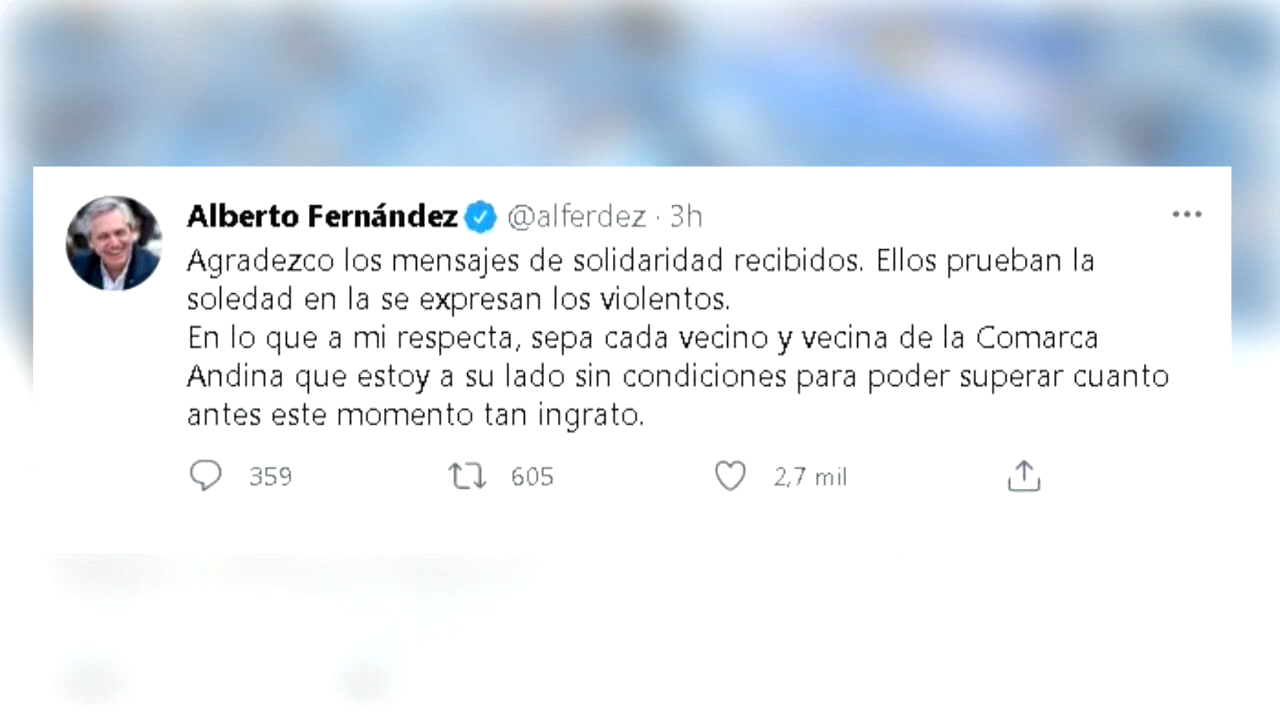 Alberto Fernández @alferdez · 3h
Agradezco los mensajes de solidaridad recibidos. Ellos prueban la
soledad en la se expresan los violentos.
En lo que a mi respecta, sepa cada vecino y vecina de la Comarca
Andina que estoy a su lado sin condiciones para poder superar cuanto
antes este momento tan ingrato.
359 605 2,7 mil